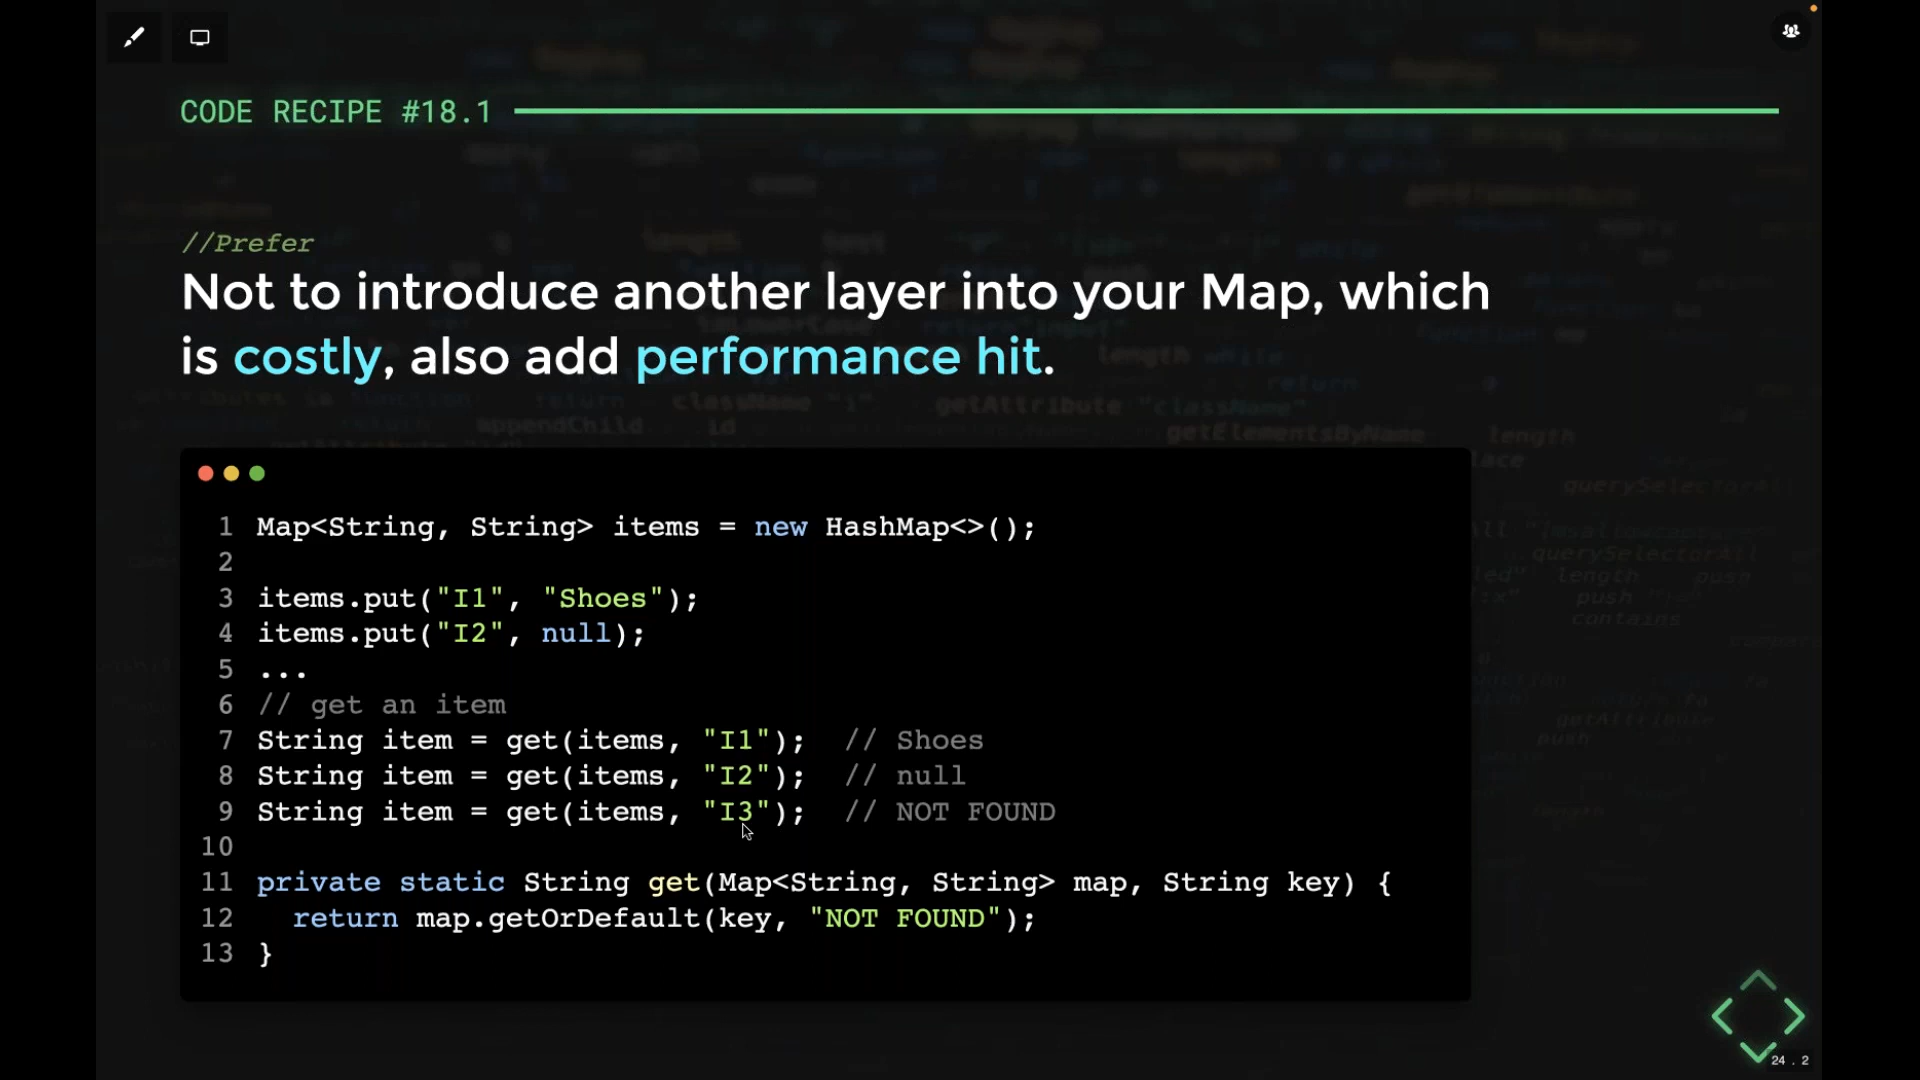 CODE RECIPE #18.1
//Prefer
Not to introduce another layer into your Map, which
is costly, also add performance hit.
1 Map<String, String> items = new HashMap<>();
2
3 items.put("I1", "Shoes");
4 items.put("I2", null);
5 ...
6 // get an item
7 String item = get(items, "I1"); // Shoes
8 String item = get(items, "I2"); // null
9 String item = get(items, "I3"); // NOT FOUND
10
11 private static String get(Map<String, String> map, String key) {
12 return map.getOrDefault(key, "NOT FOUND");
13 }
24 . 2